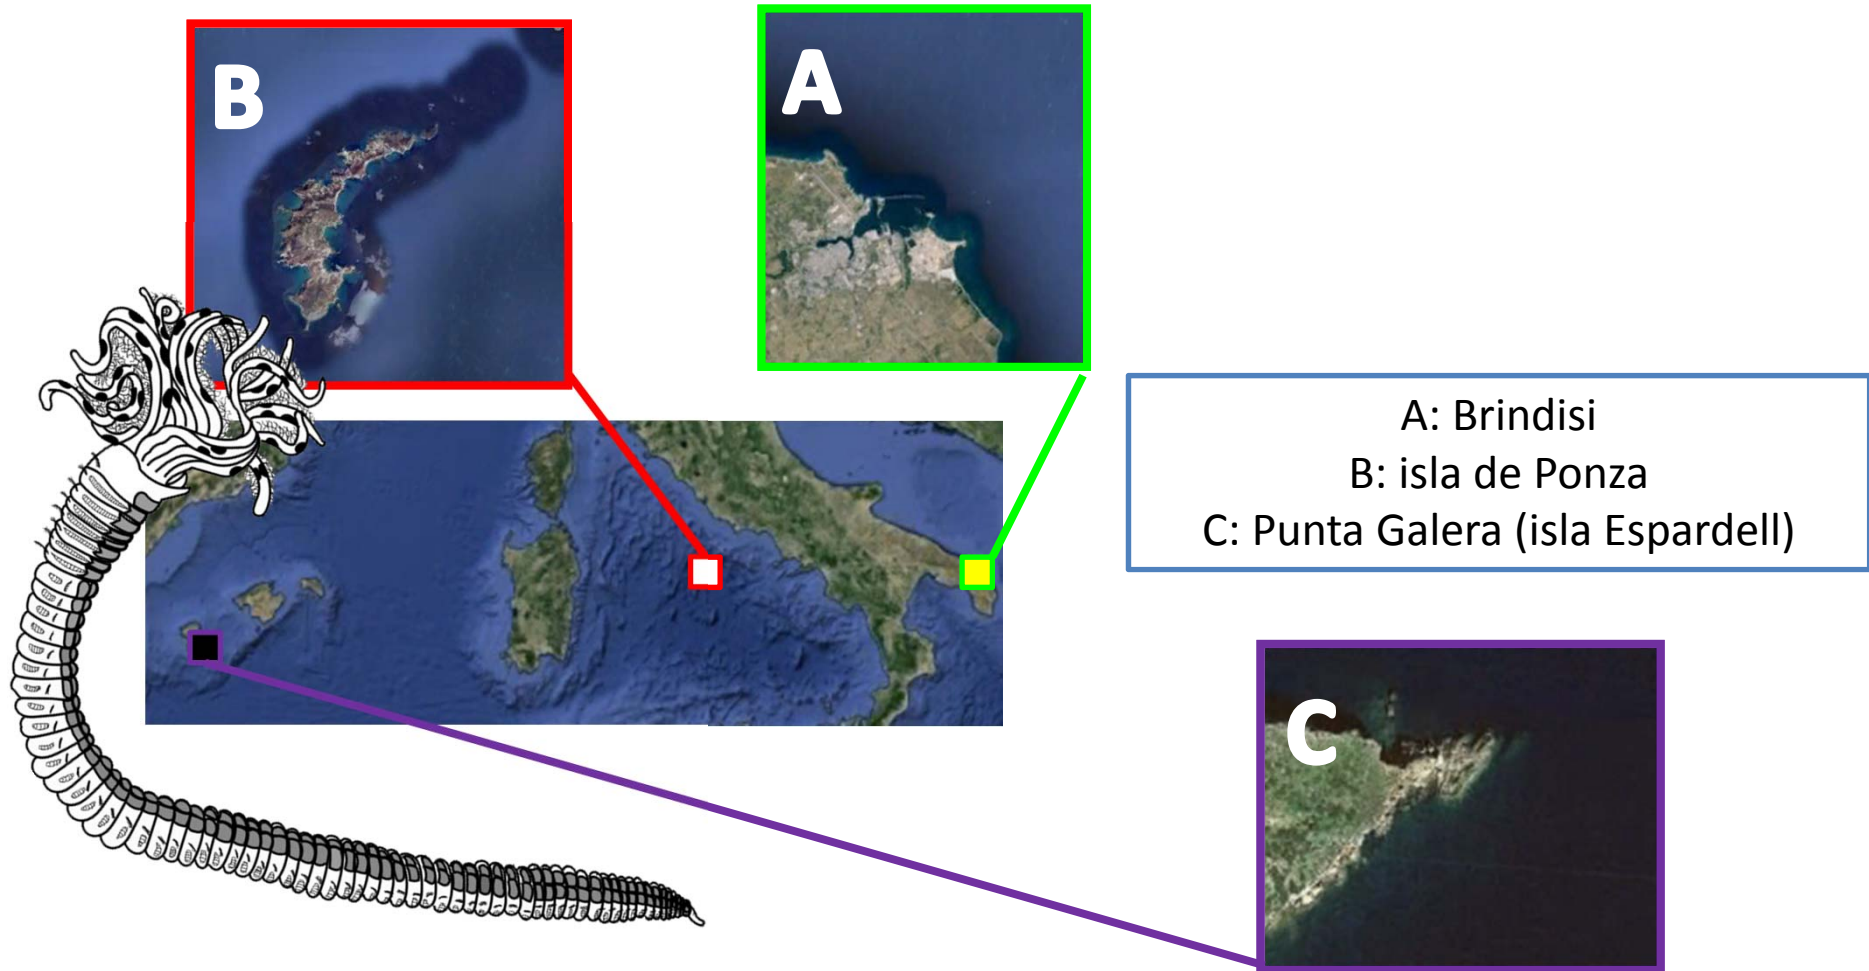 B
A
A: Brindisi
B: isla de Ponza
C: Punta Galera (isla Espardell)
C